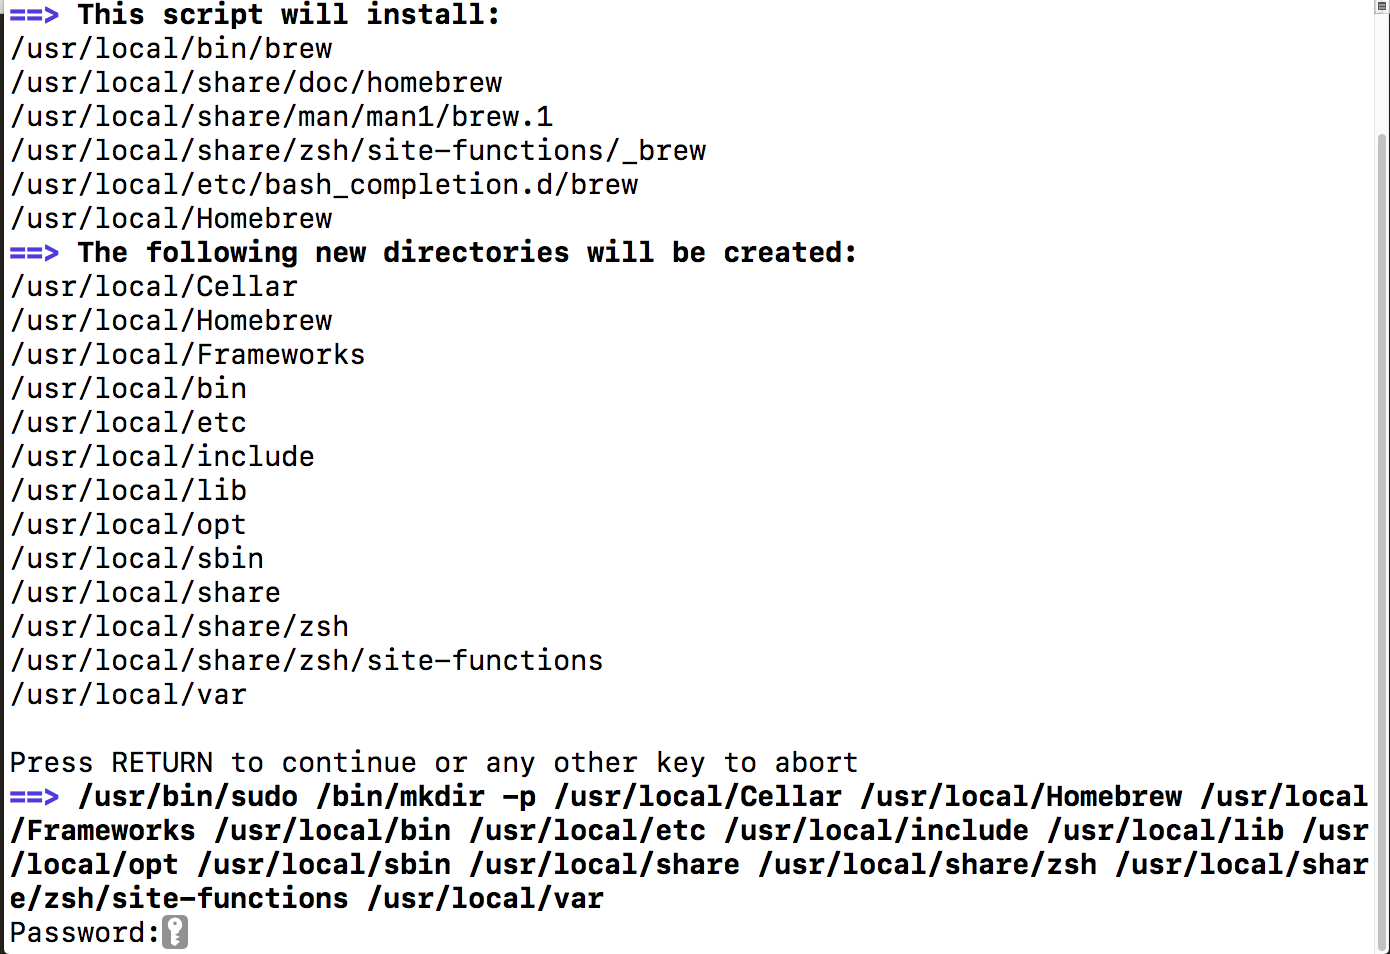 ==> This script will install:
/usr/local/bin/brew
/usr/local/share/doc/homebrew
/usr/local/share/man/man1/brew.1
/usr/local/share/zsh/site-functions/_brew
/usr/local/etc/bash_completion.d/brew
/usr/local/Homebrew
==> The following new directories will be created:
/usr/local/Cellar
/usr/local/Homebrew
/usr/local/Frameworks
/usr/local/bin
/usr/local/etc
/usr/local/include
/usr/local/lib
/usr/local/opt
/usr/local/sbin
/usr/local/share
/usr/local/share/zsh
/usr/local/share/zsh/site-functions
/usr/local/var
Press RETURN to continue or any other key to abort
==> /usr/bin/sudo /bin/mkdir -p /usr/local/Cellar /usr/local/Homebrew /usr/local
/Frameworks /usr/local/bin /usr/local/etc /usr/local/include /usr/local/lib /usr
/local/opt /usr/local/sbin /usr/local/share /usr/local/share/zsh /usr/local/shar
e/zsh/site-functions /usr/local/var
Password: